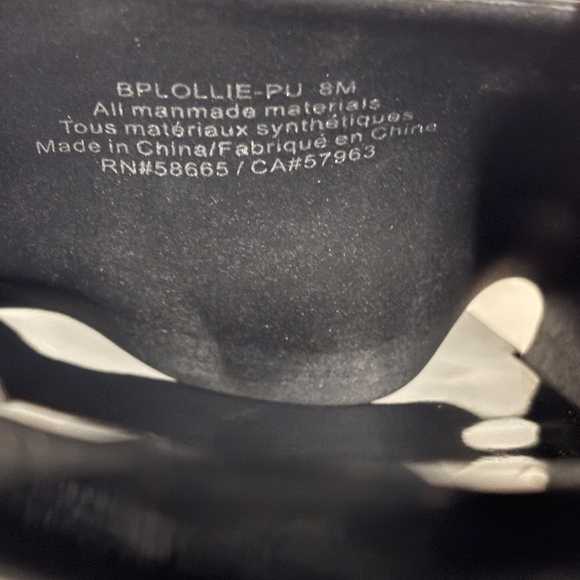 BPLOLLIE-PU 8M
All manmade materials
Tous matériaux synthétiques
Made in China/Fabriqué en Chine
RN#58665 / CA#57963